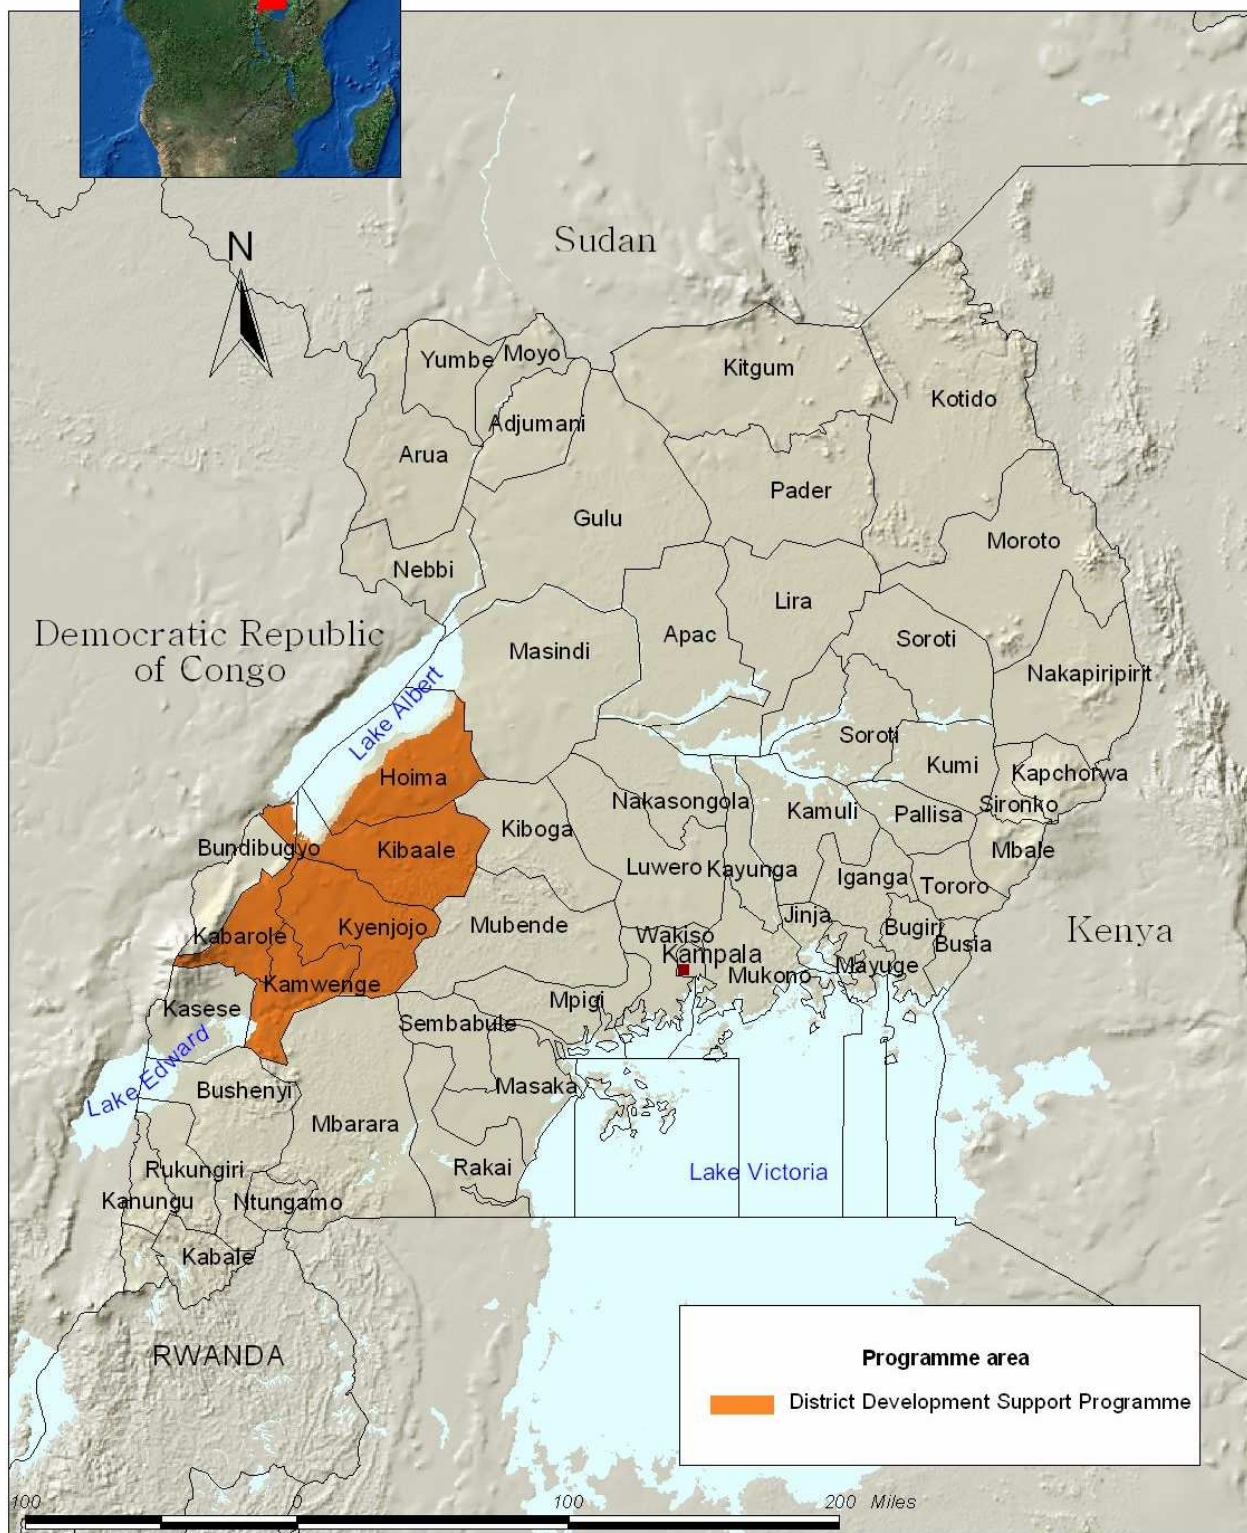 N
Sudan
Yumbe
Moyo
Kitgum
Kotido
Adjumani
Arua
Pader
Gulu
Moroto
Nebbi
Lira
Democratic Republic
of Congo
Apac
Soroti
Masindi
Nakapiripirit
Lake Albert
Soroti
Kumi
Hoima
Kapchorwa
Nakasongola
Sironko
Kamuli
Pallisa
Kiboga
Bundibugyo
Kibaale
Mbale
Luwero
Kayunga
Iganga
Tororo
Jinja
Kabarole
Kyenjojo
Mubende
Bugiri
Kenya
Wakiso
Busia
Kampala
Mayuge
Mukono
Kamwenge
Mpigi
Kasese
Sembabule
Lake Edward
Bushenyi
Masaka
Mbarara
Rukungiri
Rakai
Lake Victoria
Kanungu
Ntungamo
Kabale
RWANDA
Programme area
District Development Support Programme
100 0 100 200 Miles